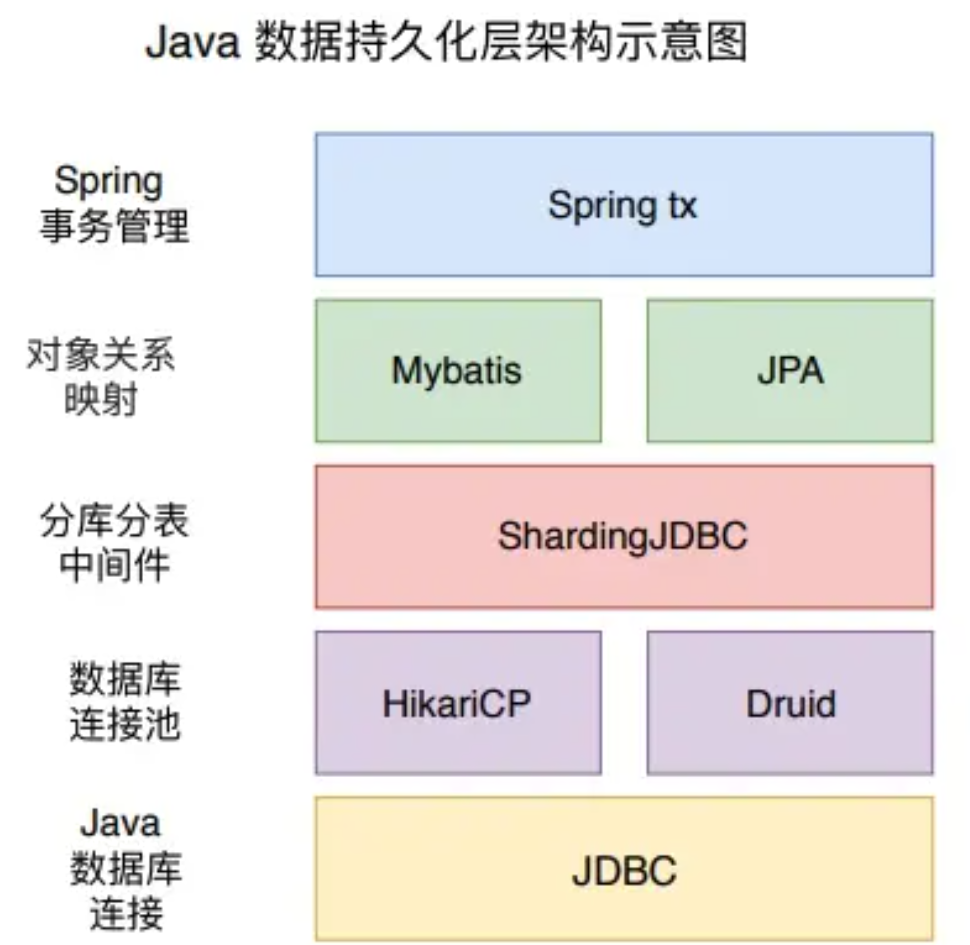 Java 数据持久化层架构示意图
Spring
事务管理
Spring tx
对象关系
映射
Mybatis
JPA
分库分表
中间件
ShardingJDBC
数据库
连接池
HikariCP
Druid
Java
数据库
连接
JDBC